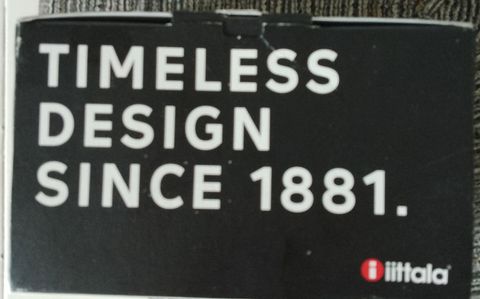 TIMELESS
DESIGN
SINCE 1881.
i iittala